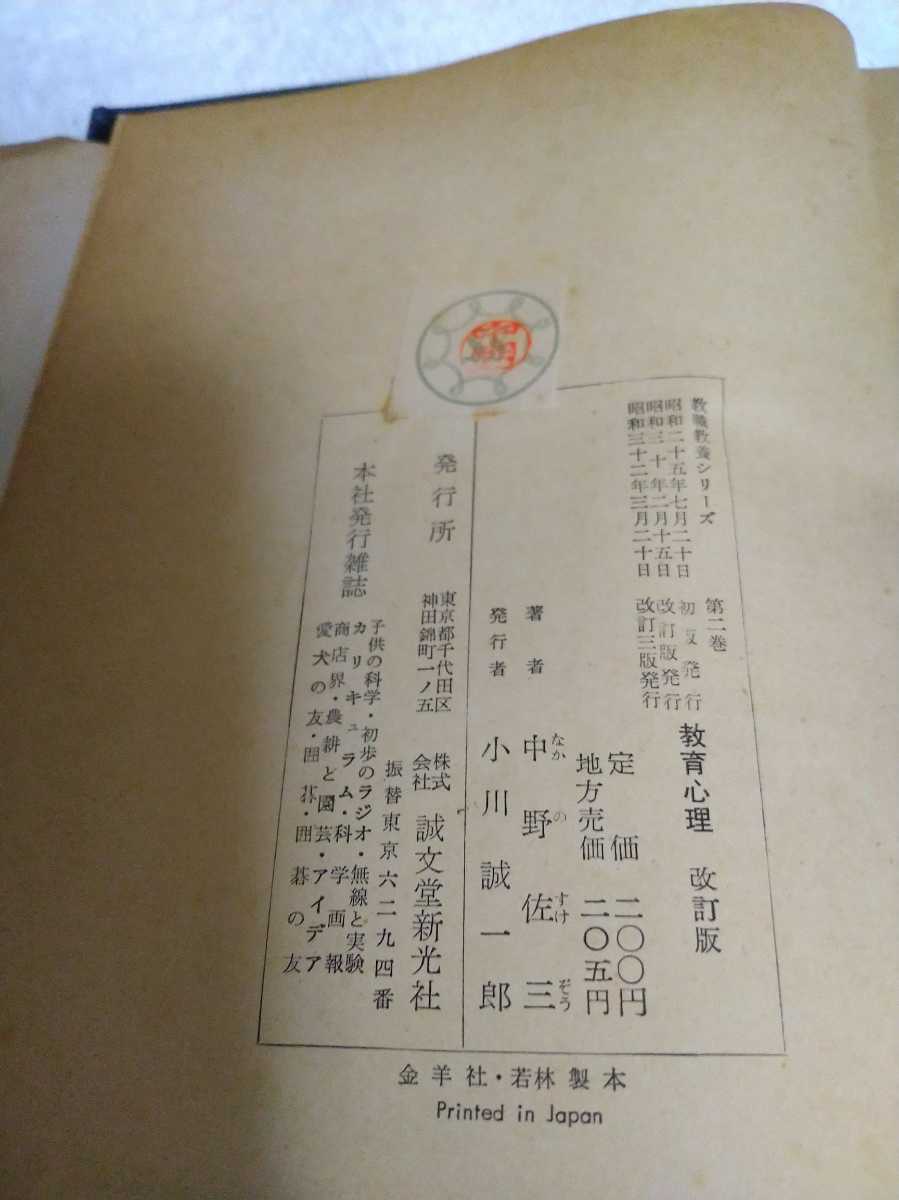 教職教養シリーズ 第二巻 教育心理 改訂版
昭和二十五年七月二十日 初版発行
昭和三十年二月十五日 改訂版発行
昭和三十二年三月二十日 改訂三版発行
定価 二〇〇円
地方売価 二〇五円
著者 中野佐三
なかのすけぞう
発行者 小川誠一郎
発行所
東京都千代田区
神田錦町一ノ五
株式会社 誠文堂新光社
振替東京六二九四番
本社発行雑誌
子供の科学・初歩のラジオ・無線と実験
カリキュラム・科学画報
商店界・農耕と園芸・アイデア
愛犬の友・囲碁・囲碁の友
金羊社・若林製本
Printed in Japan